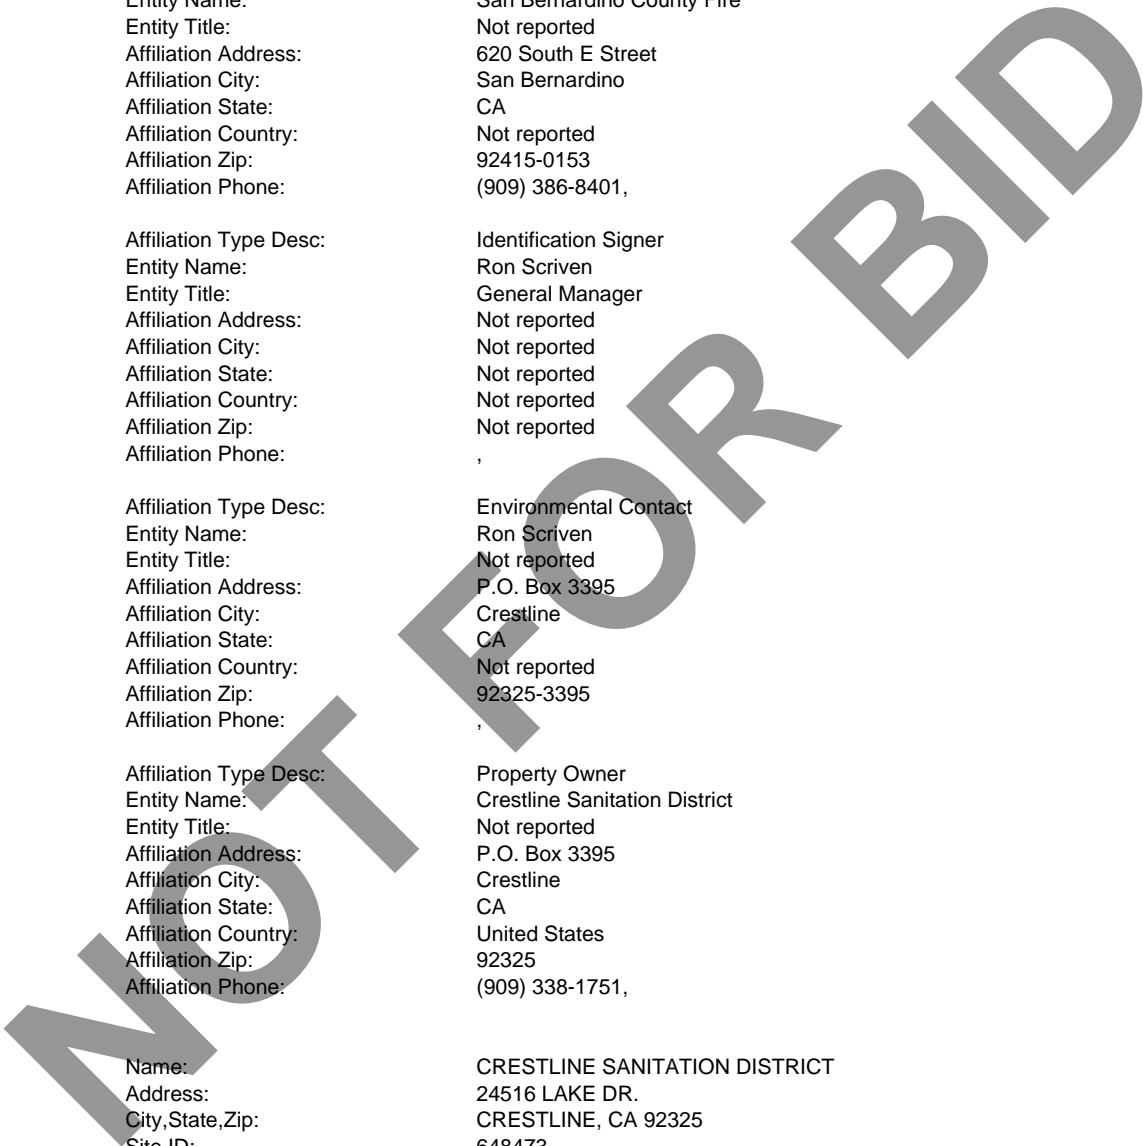 Entity Name: San Bernardino County Fire
Entity Title: Not reported
Affiliation Address: 620 South E Street
Affiliation City: San Bernardino
Affiliation State: CA
Affiliation Country: Not reported
Affiliation Zip: 92415-0153
Affiliation Phone: (909) 386-8401,
Affiliation Type Desc: Identification Signer
Entity Name: Ron Scriven
Entity Title: General Manager
Affiliation Address: Not reported
Affiliation City: Not reported
Affiliation State: Not reported
Affiliation Country: Not reported
Affiliation Zip: Not reported
Affiliation Phone: ,
Affiliation Type Desc: Environmental Contact
Entity Name: Ron Scriven
Entity Title: Not reported
Affiliation Address: P.O. Box 3395
Affiliation City: Crestline
Affiliation State: CA
Affiliation Country: Not reported
Affiliation Zip: 92325-3395
Affiliation Phone: ,
Affiliation Type Desc: Property Owner
Entity Name: Crestline Sanitation District
Entity Title: Not reported
Affiliation Address: P.O. Box 3395
Affiliation City: Crestline
Affiliation State: CA
Affiliation Country: United States
Affiliation Zip: 92325
Affiliation Phone: (909) 338-1751,
Name: CRESTLINE SANITATION DISTRICT
Address: 24516 LAKE DR.
City,State,Zip: CRESTLINE, CA 92325
Site ID: 648473
NOT FOR BID